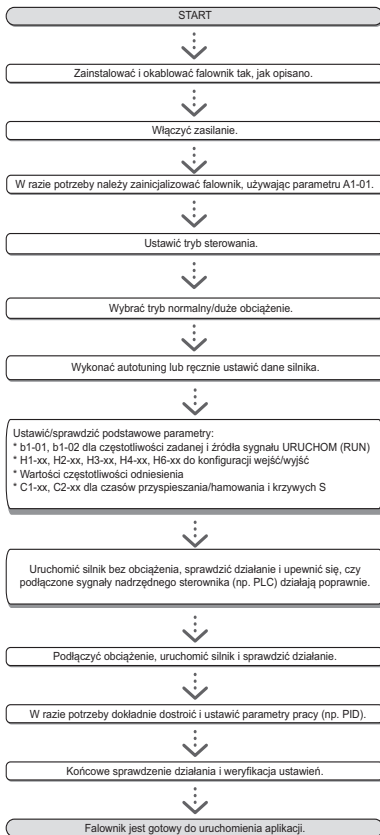 START
Zainstalować i okablować falownik tak, jak opisano.
Włączyć zasilanie.
W razie potrzeby należy zainicjalizować falownik, używając parametru A1-01.
Ustawić tryb sterowania.
Wybrać tryb normalny/duże obciążenie.
Wykonać autotuning lub ręcznie ustawić dane silnika.
Ustawić/sprawdzić podstawowe parametry:
* b1-01, b1-02 dla częstotliwości zadanej i źródła sygnału URUCHOM (RUN)
* H1-xx, H2-xx, H3-xx, H4-xx, H6-xx do konfiguracji wejść/wyjść
* Wartości częstotliwości odniesienia
* C1-xx, C2-xx dla czasów przyspieszania/hamowania i krzywych S
Uruchomić silnik bez obciążenia, sprawdzić działanie i upewnić się, czy
podłączone sygnały nadrzędnego sterownika (np. PLC) działają poprawnie.
Podłączyć obciążenie, uruchomić silnik i sprawdzić działanie.
W razie potrzeby dokładnie dostroić i ustawić parametry pracy (np. PID).
Końcowe sprawdzenie działania i weryfikacja ustawień.
Falownik jest gotowy do uruchomienia aplikacji.